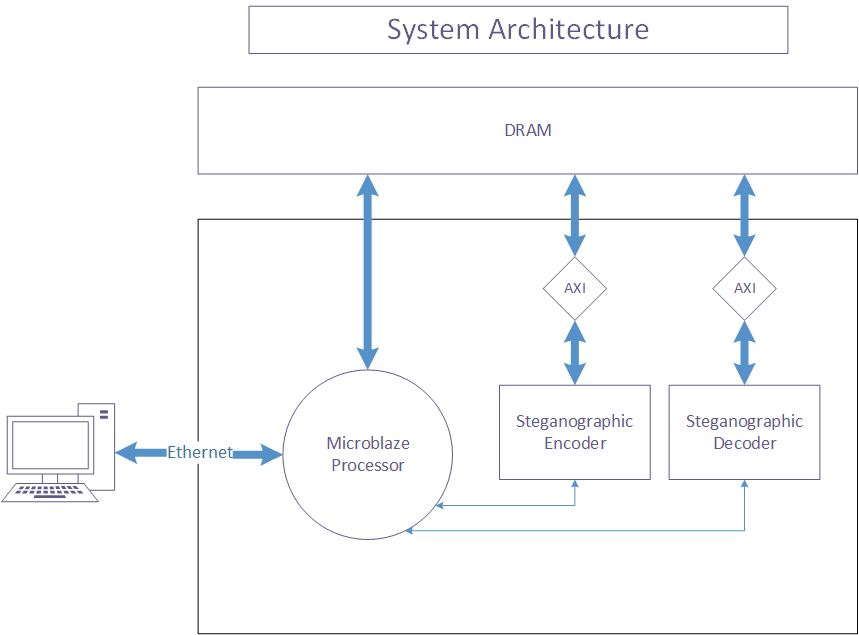 System Architecture
DRAM
AXI
AXI
Steganographic
Encoder
Steganographic
Decoder
Microblaze
Processor
Ethernet